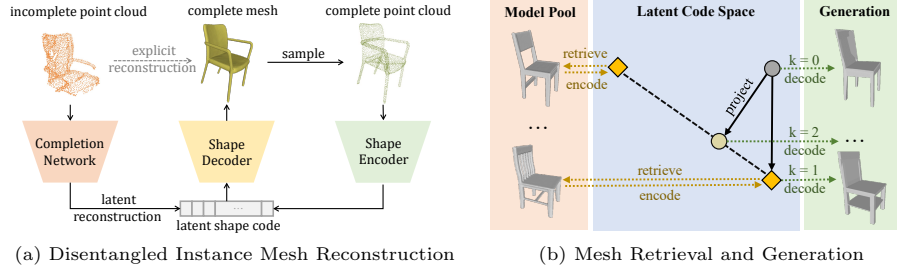 incomplete point cloud
complete mesh
complete point cloud
explicit
reconstruction
sample
Completion
Network
Shape
Decoder
Shape
Encoder
latent
reconstruction
...
latent shape code
(a) Disentangled Instance Mesh Reconstruction
Model Pool
Latent Code Space
Generation
retrieve
encode
k = 0
decode
project
...
k = 2
decode
...
retrieve
encode
k = 1
decode
(b) Mesh Retrieval and Generation